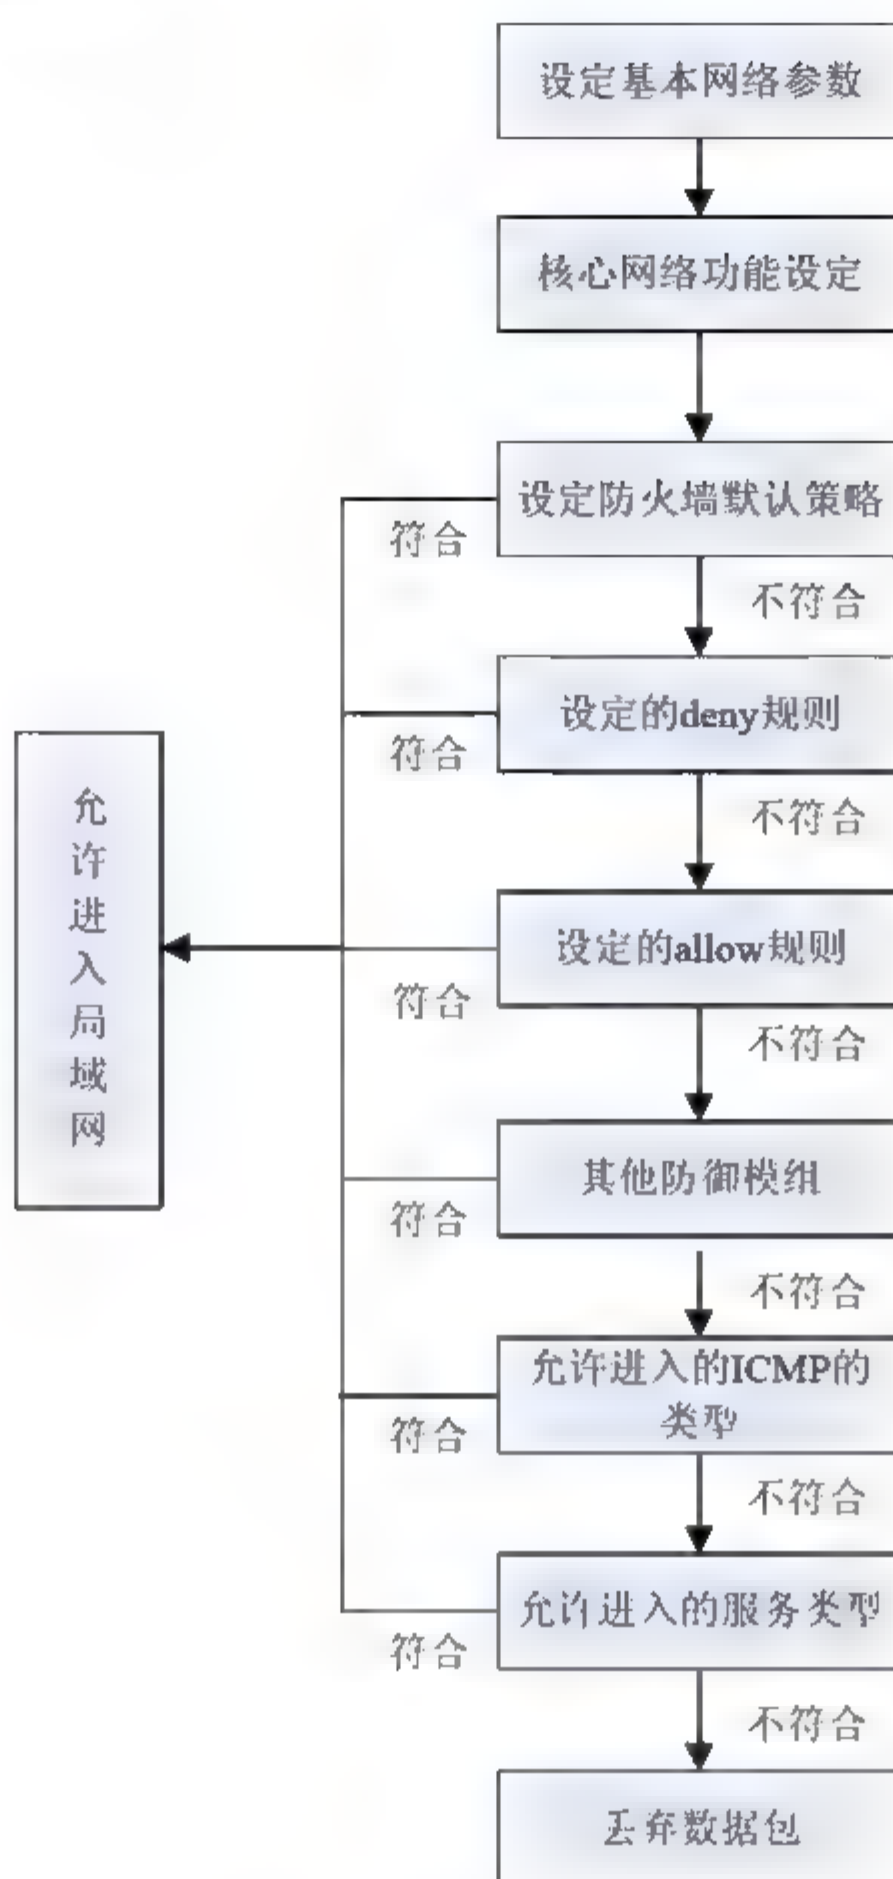 设定基本网络参数
核心网络功能设定
设定防火墙默认策略
符合
不符合
设定的deny规则
符合
不符合
允许进入局域网
设定的allow规则
符合
不符合
其他防御模组
符合
不符合
允许进入的ICMP的
类型
符合
不符合
允许进入的服务类型
符合
不符合
丢弃数据包